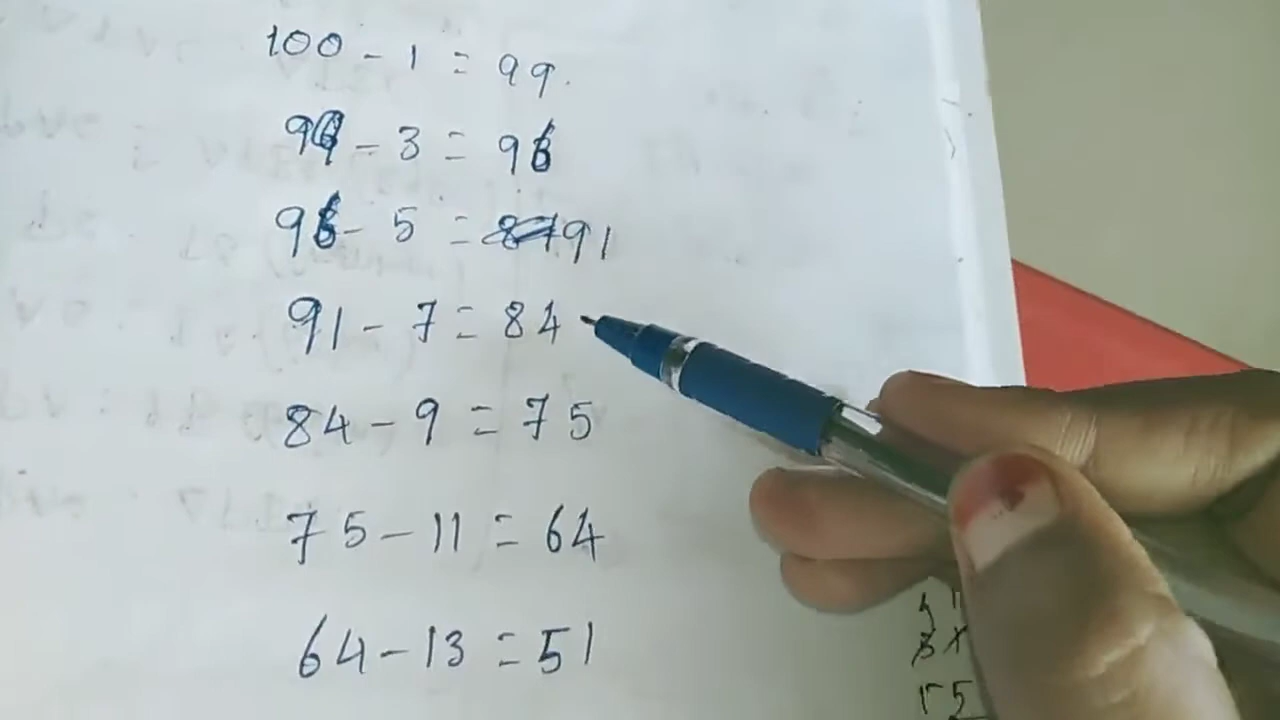 100 - 1 = 99.
99 - 3 = 96
96 - 5 = 91
91 - 7 = 84
84 - 9 = 75
75 - 11 = 64
64 - 13 = 51